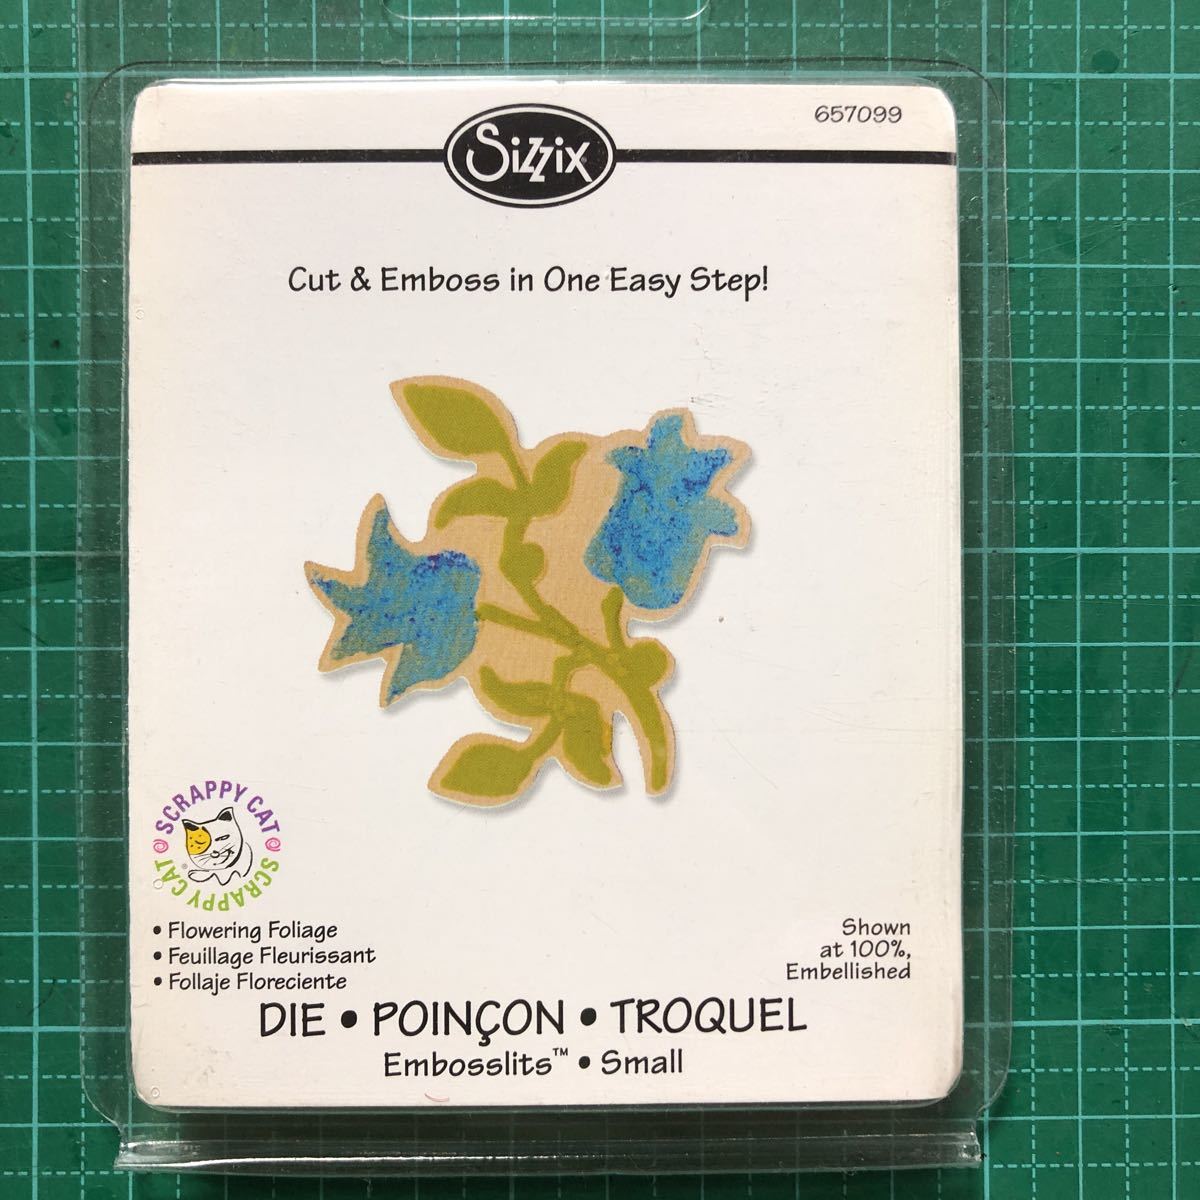 657099
Sizzix
Cut & Emboss in One Easy Step!
SCRAPPY CAT
SCRAPPY CAT
• Flowering Foliage
• Feuillage Fleurissant
• Follaje Floreciente
Shown
at 100%,
Embellished
DIE • POINÇON • TROQUEL
Embosslits™ • Small